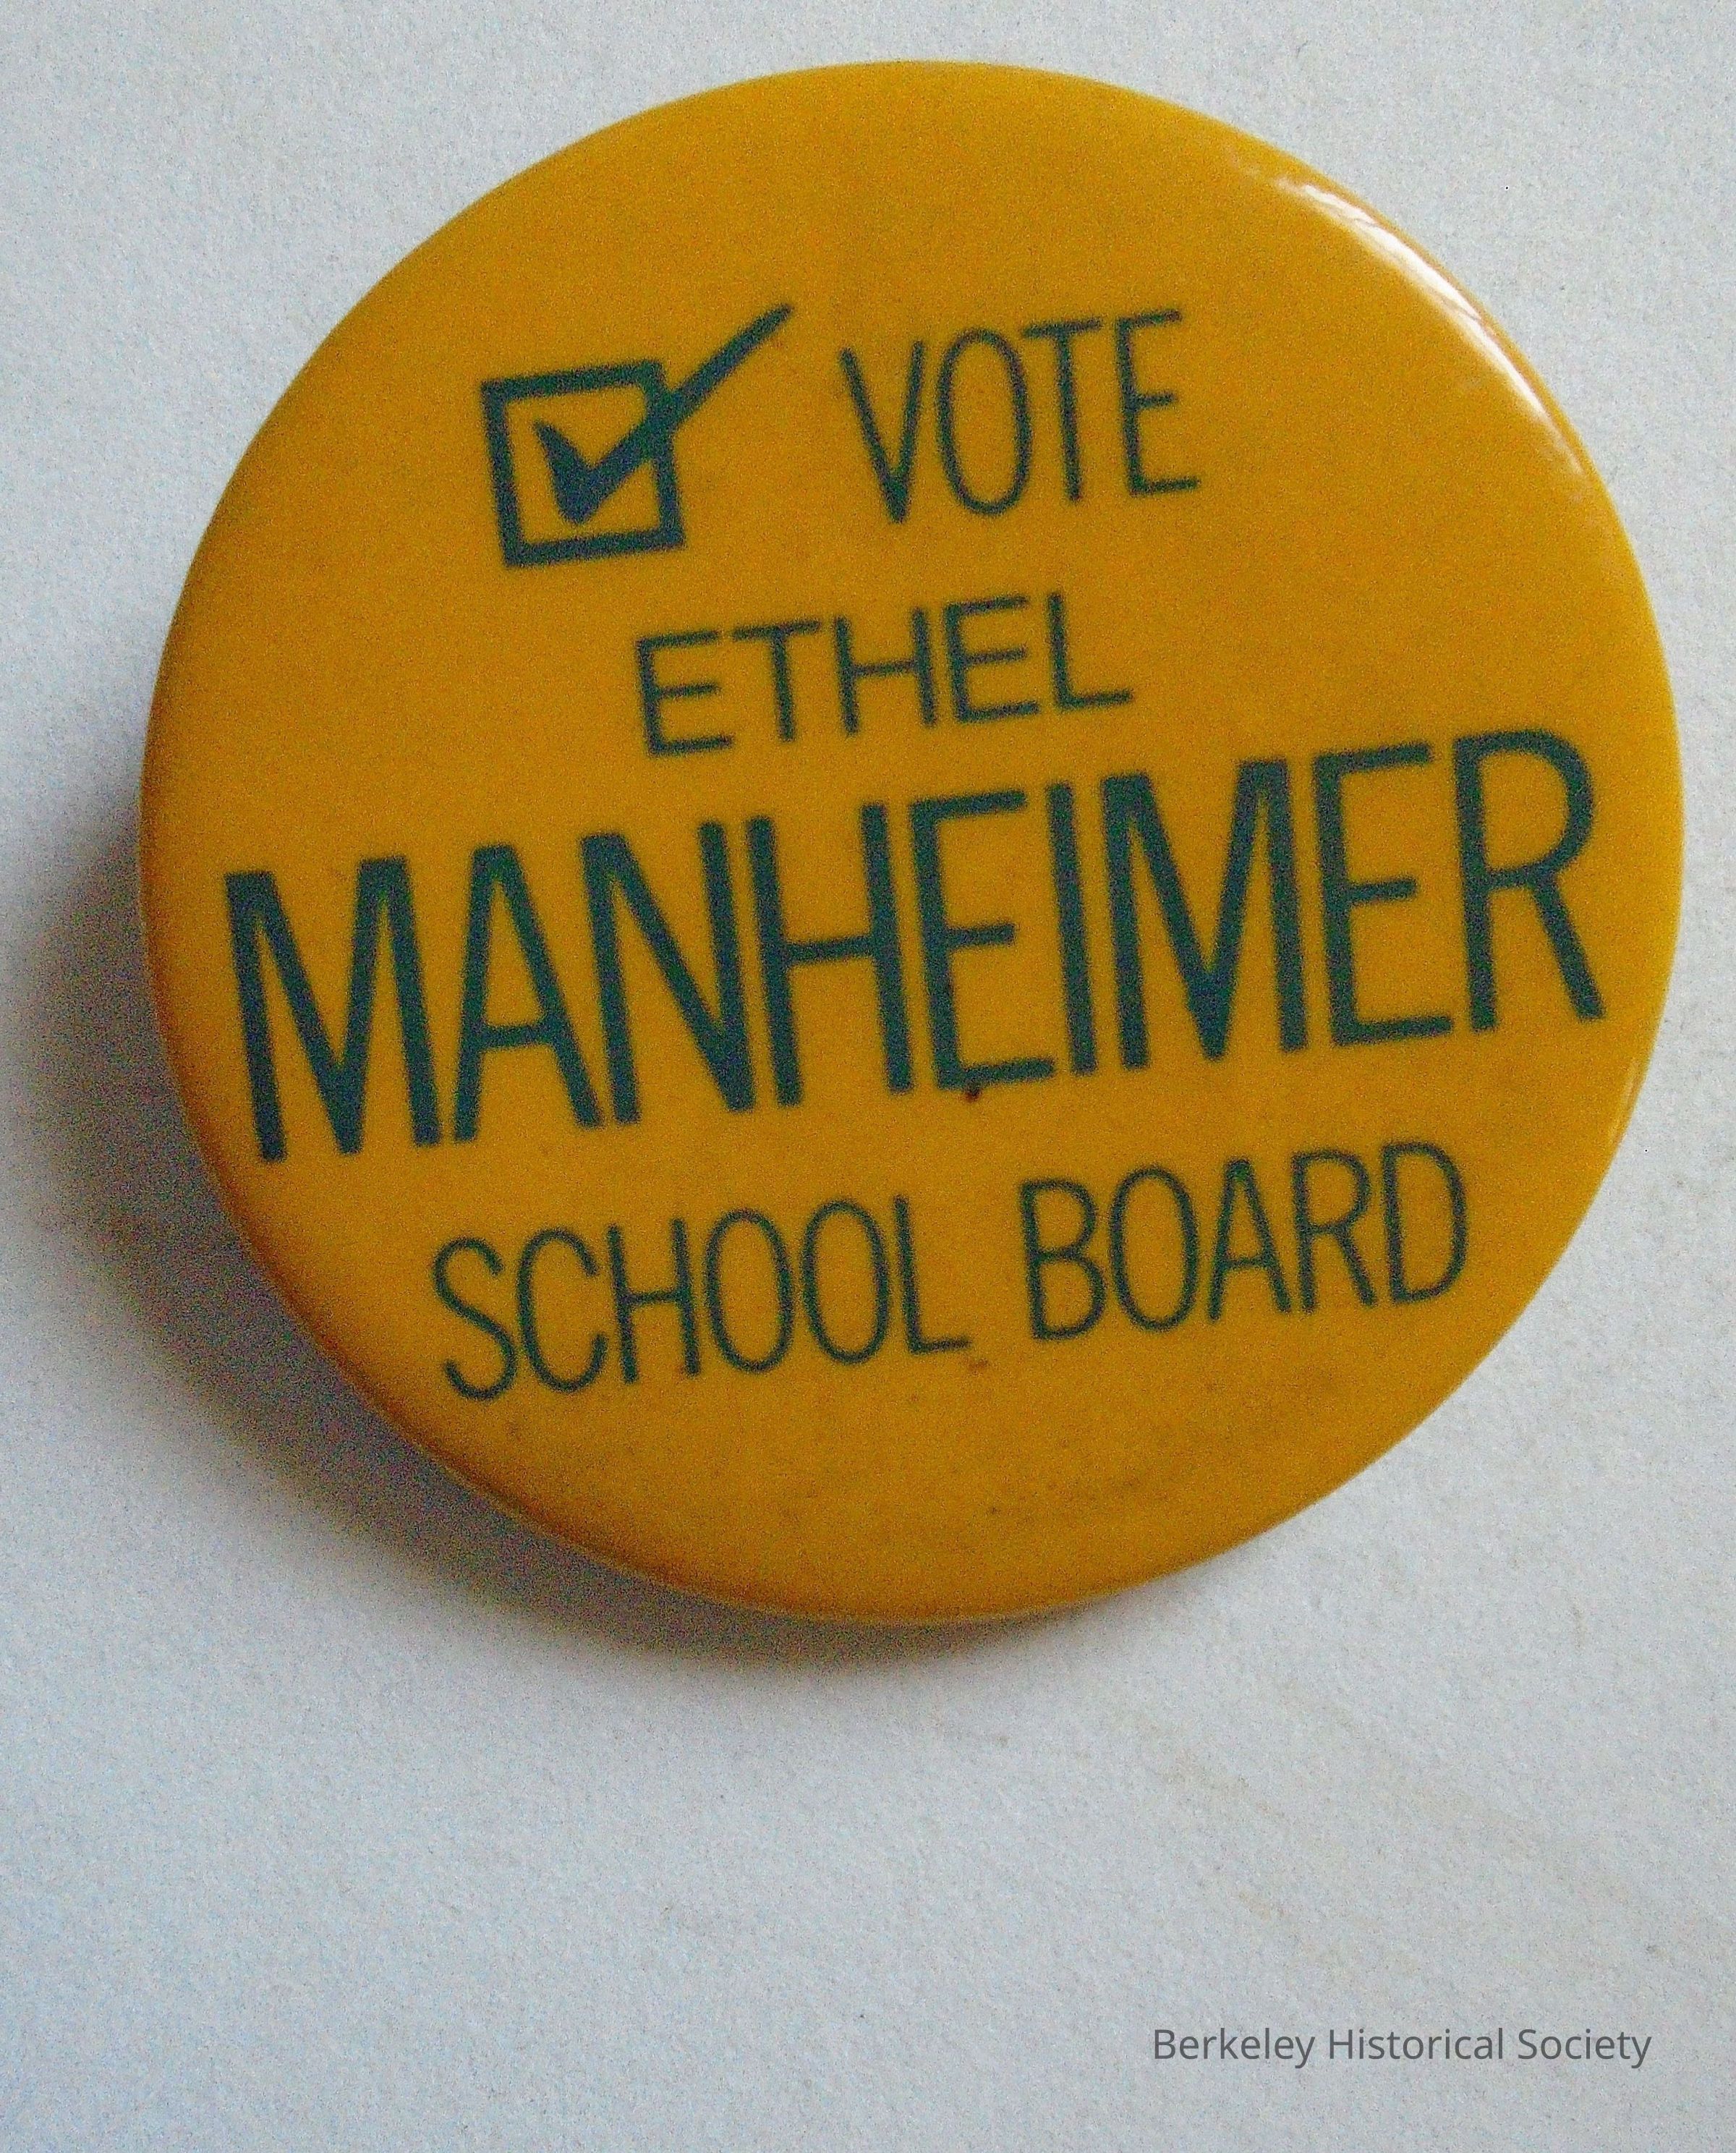 VOTE
ETHEL
MANHEIMER
SCHOOL BOARD
Berkeley Historical Society